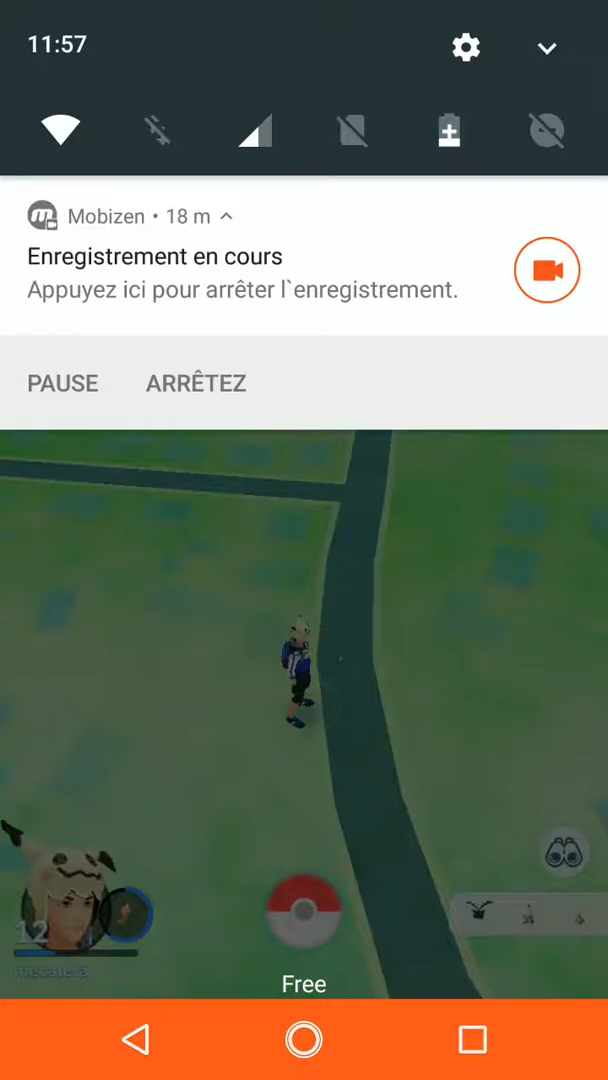 11:57
Mobizen • 18 m
Enregistrement en cours
Appuyez ici pour arrêter l`enregistrement.
PAUSE ARRÊTEZ
12
Free